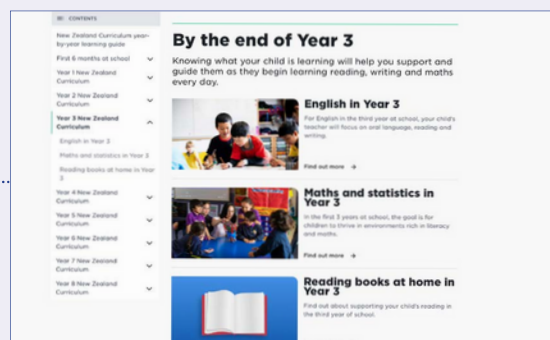 CONTENTS
New Zealand Curriculum year-
by-year learning guide
First 6 months at school
Year 1 New Zealand
Curriculum
Year 2 New Zealand
Curriculum
Year 3 New Zealand
Curriculum
English in Year 3
Maths and statistics in Year 3
Reading books at home in Year
3
Year 4 New Zealand
Curriculum
Year 5 New Zealand
Curriculum
Year 6 New Zealand
Curriculum
Year 7 New Zealand
Curriculum
Year 8 New Zealand
Curriculum
By the end of Year 3
Knowing what your child is learning will help you support and
guide them as they begin learning reading, writing and maths
every day.
English in Year 3
For English in the third year at school, your child's
teacher will focus on oral language, reading and
writing.
Find out more →
Maths and statistics in
Year 3
In the first 3 years at school, the goal is for
children to thrive in environments rich in literacy
and maths.
Find out more →
Reading books at home in
Year 3
Find out about supporting your child's reading in
the third year of school.